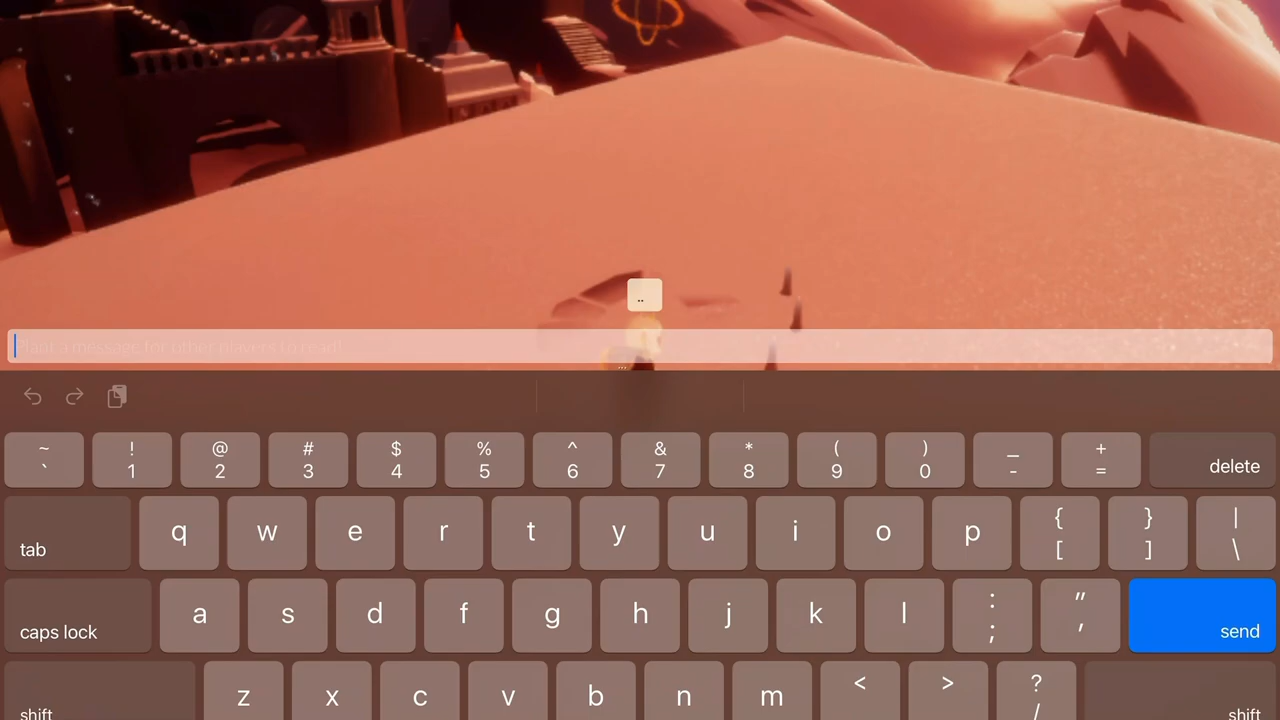 ..
Plant a message for other players to read!
...
~ ! @ # $ % ^ & * ( ) _ +
` 1 2 3 4 5 6 7 8 9 0 - = delete
tab q w e r t y u i o p { [ } ] | \
caps lock a s d f g h j k l : ; " ' send
shift z x c v b n m < > ? / shift